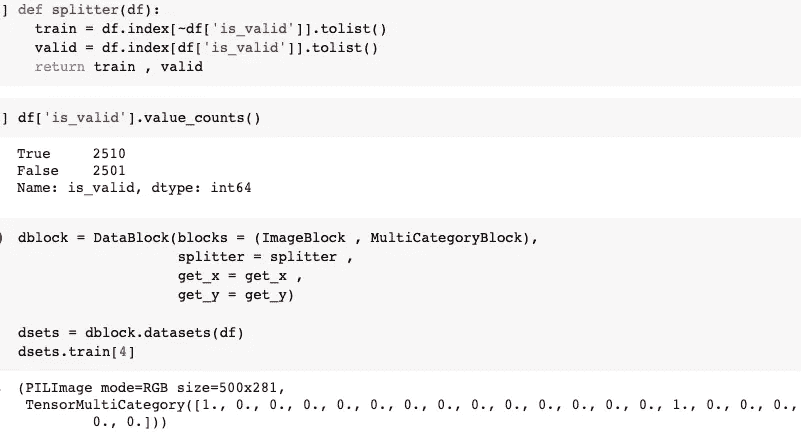 ] def splitter(df):
train = df.index[~df['is_valid']].tolist()
valid = df.index[df['is_valid']].tolist()
return train , valid
] df['is_valid'].value_counts()
True 2510
False 2501
Name: is_valid, dtype: int64
) dblock = DataBlock(blocks = (ImageBlock , MultiCategoryBlock),
splitter = splitter ,
get_x = get_x ,
get_y = get_y)
dsets = dblock.datasets(df)
dsets.train[4]
(PILImage mode=RGB size=500x281,
TensorMultiCategory([1., 0., 0., 0., 0., 0., 0., 0., 0., 0., 0., 0., 0., 0., 1., 0., 0., 0.,
0., 0.]))